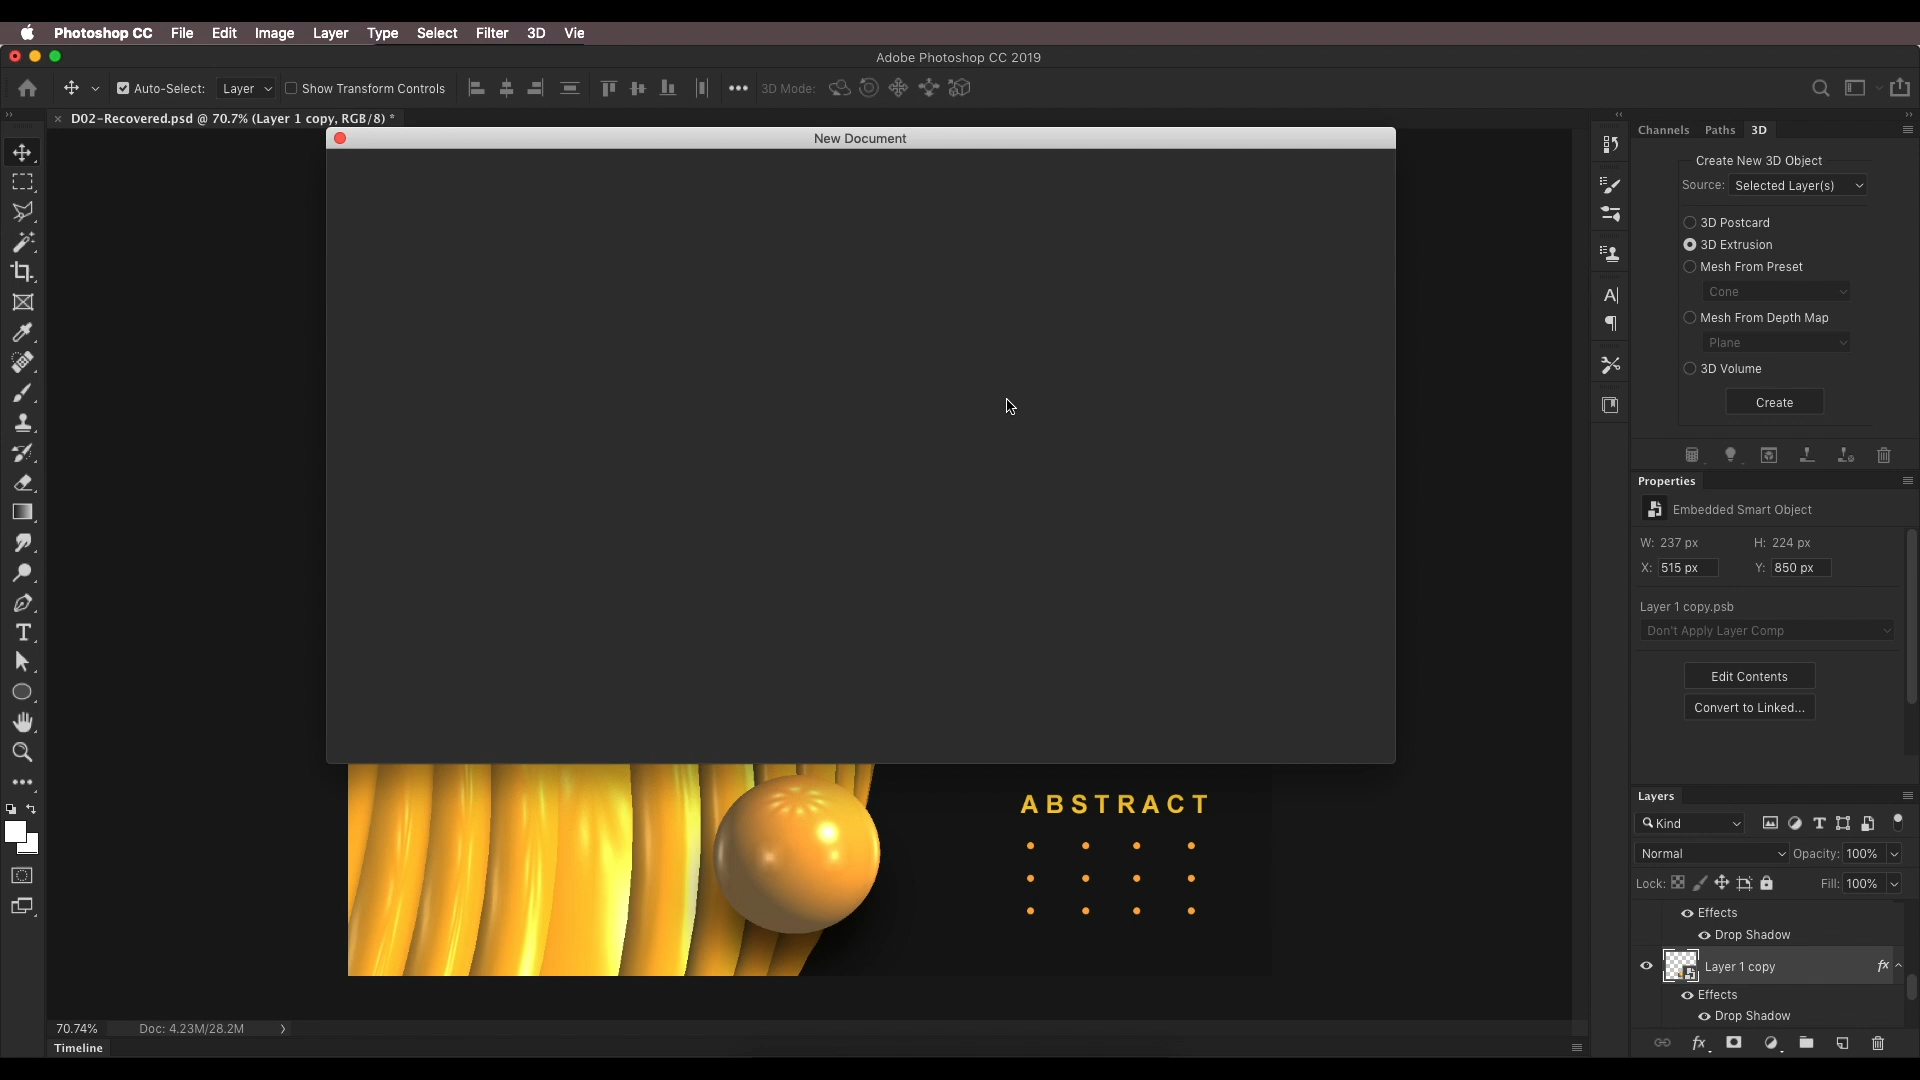 Photoshop CC File Edit Image Layer Type Select Filter 3D Vie
Adobe Photoshop CC 2019
Auto-Select: Layer Show Transform Controls 3D Mode:
D02-Recovered.psd @ 70.7% (Layer 1 copy, RGB/8) *
New Document
Channels Paths 3D
Create New 3D Object
Source: Selected Layer(s)
3D Postcard
3D Extrusion
Mesh From Preset
Cone
Mesh From Depth Map
Plane
3D Volume
Create
Properties
Embedded Smart Object
W: 237 px H: 224 px
X: 515 px Y: 850 px
Layer 1 copy.psb
Don't Apply Layer Comp
Edit Contents
Convert to Linked...
ABSTRACT
Layers
Kind
Normal Opacity: 100%
Lock: Fill: 100%
Effects
Drop Shadow
Layer 1 copy fx
Effects
Drop Shadow
fx
70.74% Doc: 4.23M/28.2M
Timeline